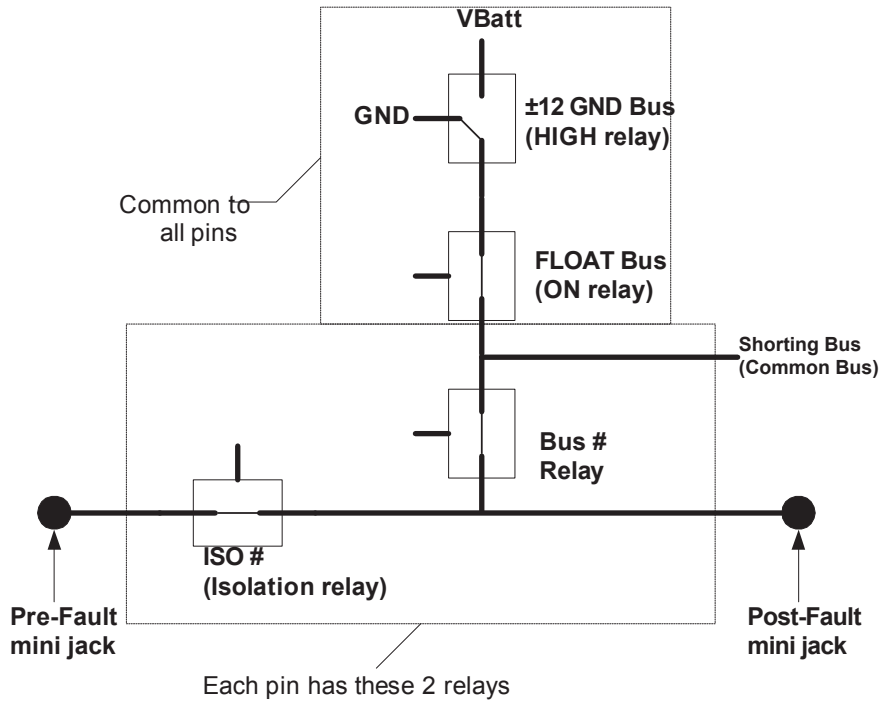 VBatt
GND
±12 GND Bus
(HIGH relay)
Common to
all pins
FLOAT Bus
(ON relay)
Shorting Bus
(Common Bus)
Bus #
Relay
ISO #
(Isolation relay)
Pre-Fault
mini jack
Post-Fault
mini jack
Each pin has these 2 relays